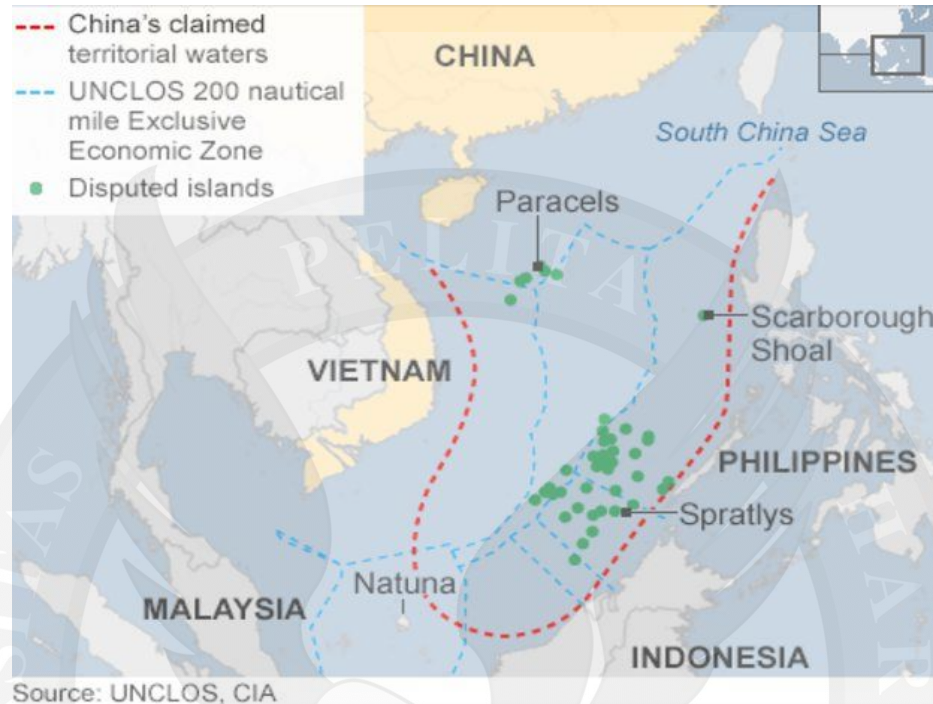 China's claimed
territorial waters
UNCLOS 200 nautical
mile Exclusive
Economic Zone
Disputed islands
CHINA
South China Sea
Paracels
PELITA
Scarborough
Shoal
VIETNAM
PHILIPPINES
Spratlys
Natuna
MALAYSIA
INDONESIA
Source: UNCLOS, CIA